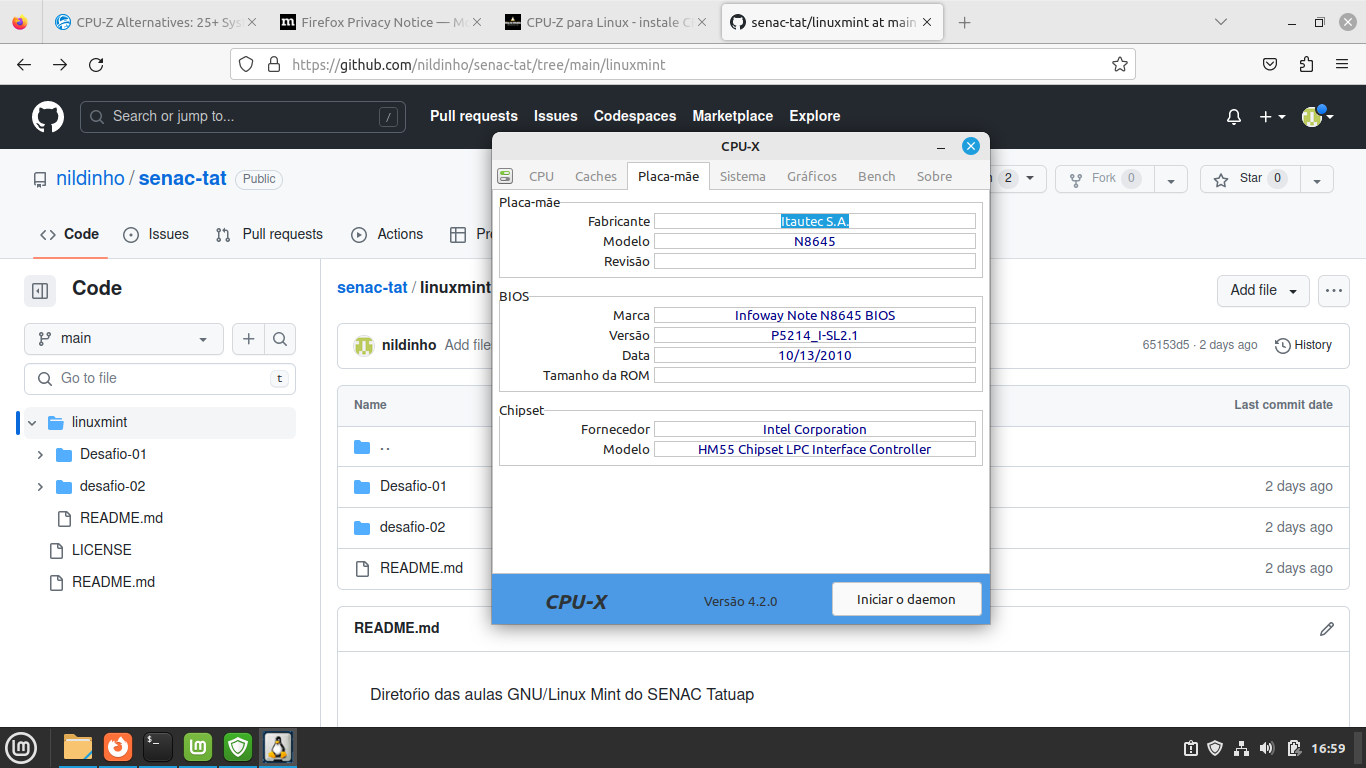 CPU-Z Alternatives: 25+ Sys
Firefox Privacy Notice — Mo
CPU-Z para Linux - instale C
senac-tat/linuxmint at main
https://github.com/nildinho/senac-tat/tree/main/linuxmint
Search or jump to...
/
Pull requests
Issues
Codespaces
Marketplace
Explore
nildinho / senac-tat
Public
2
Fork 0
Star 0
Code
Issues
Pull requests
Actions
Pr
Code
main
Go to file
t
linuxmint
Desafio-01
desafio-02
README.md
LICENSE
README.md
senac-tat / linuxmint
Add file
nildinho Add file
65153d5 · 2 days ago
History
Name
Last commit date
..
Desafio-01
2 days ago
desafio-02
2 days ago
README.md
2 days ago
README.md
Diretoŕio das aulas GNU/Linux Mint do SENAC Tatuap
CPU-X
CPU
Caches
Placa-mãe
Sistema
Gráficos
Bench
Sobre
Placa-mãe
Fabricante Itautec S.A.
Modelo N8645
Revisão
BIOS
Marca Infoway Note N8645 BIOS
Versão P5214_I-SL2.1
Data 10/13/2010
Tamanho da ROM
Chipset
Fornecedor Intel Corporation
Modelo HM55 Chipset LPC Interface Controller
CPU-X
Versão 4.2.0
Iniciar o daemon
16:59